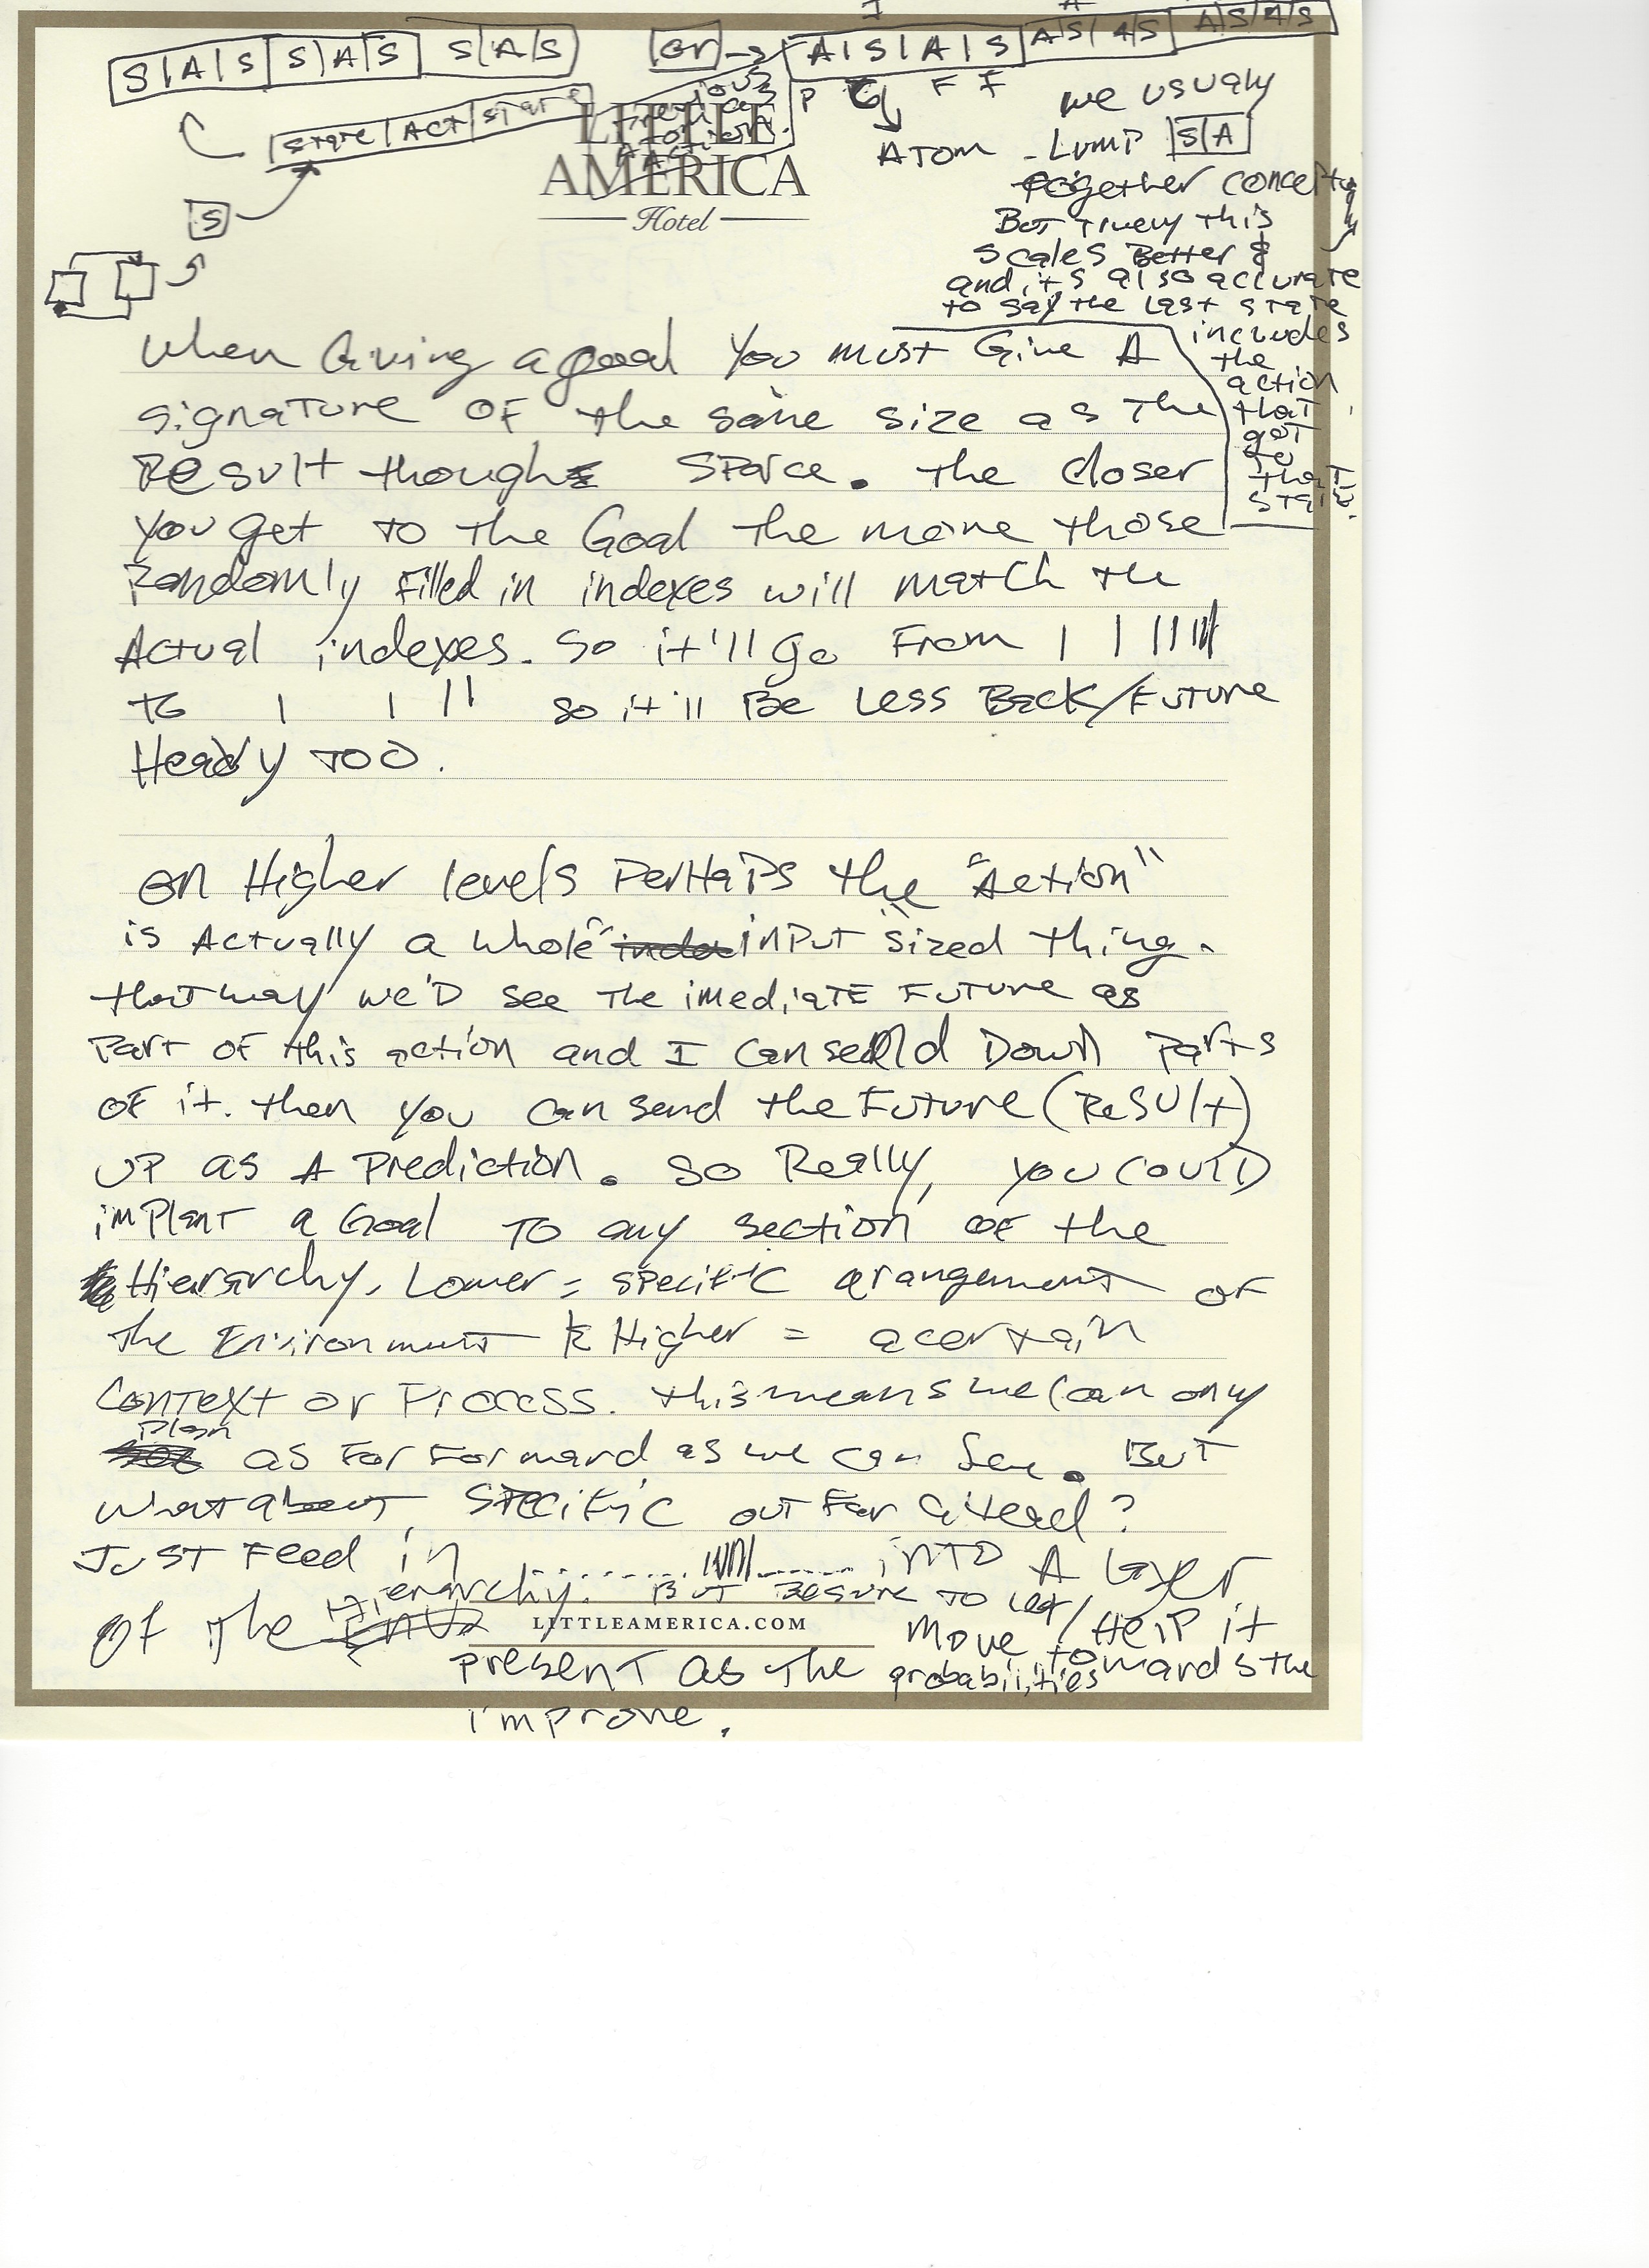 S|A|S S|A|S S|A|S
or → A|S|A|S A|S|A|S A|S|A|S
P F F
State|Act|State
S
ATOM
we usualy
- Lump S|A
together
But truely this
scales Better &
and its also accurate
to say the last state
includes
the
action
that
got
to
that
state.
LITTLE
AMERICA
Hotel
when Giving a goal You must Give A
signature OF the same size as The
Result though sparce. The closer
You get to the Goal The more those
Randomly Filled in indexes will match the
Actual indexes. So it'll go From | | || |||
to | | || so it'll Be Less Back/Future
Heavy TOO.
on Higher levels PerHaps the "Action"
is Actually a whole "input" sized thing.
that way we'D see The imediate Future as
Part OF this action and I can send Down Parts
OF it. then you can send the Future (Result)
UP as A Prediction. So Really, you could
implant a Goal To any section OF the
Hierarchy. Lower = specific arangement OF
the Environment & Higher = a certain
Context or Process. this means we can only
Plan as Far Forward as we can See. But
what about specific out Far ahead?
Just Feed in ......|||||...... into A layer
of the Hierarchy. But Be sure to let/Help it
LITTLEAMERICA.COM
Move towards the
present as the probabilities
improve.